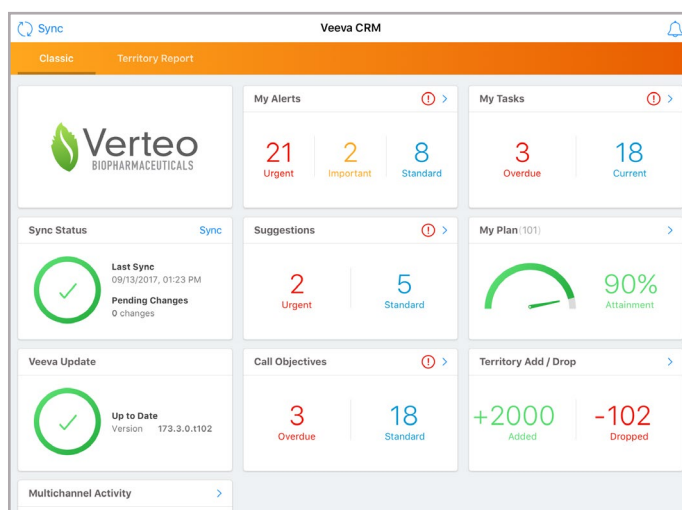 Sync
Veeva CRM
Classic
Territory Report
Verteo
BIOPHARMACEUTICALS
My Alerts
21
Urgent
2
Important
8
Standard
My Tasks
3
Overdue
18
Current
Sync Status
Sync
Last Sync
09/13/2017, 01:23 PM
Pending Changes
0 changes
Suggestions
2
Urgent
5
Standard
My Plan (101)
90%
Attainment
Veeva Update
Up to Date
Version 173.3.0.t102
Call Objectives
3
Overdue
18
Standard
Territory Add / Drop
+2000
Added
-102
Dropped
Multichannel Activity